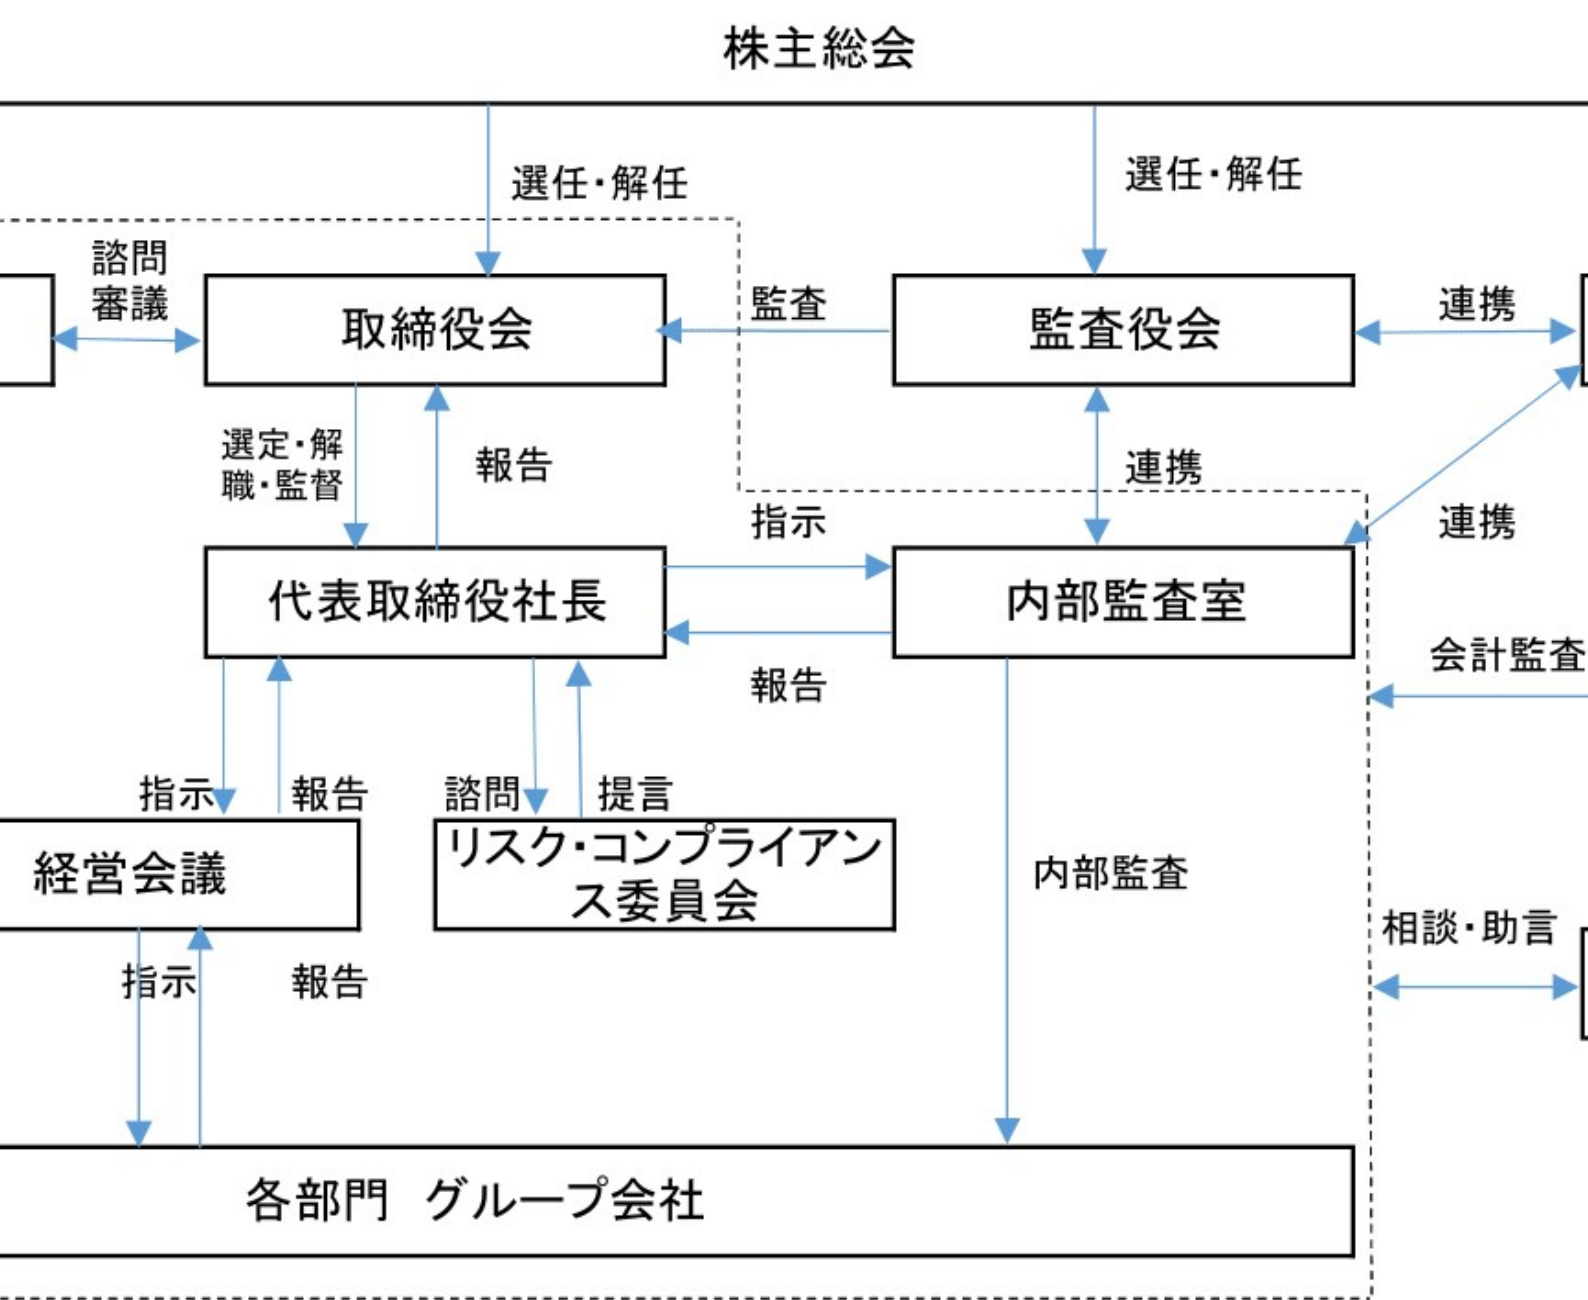 株主総会
選任・解任
選任・解任
諮問
審議
取締役会
監査
監査役会
連携
選定・解
職・監督
報告
連携
指示
連携
代表取締役社長
内部監査室
報告
会計監査
指示
報告
諮問
提言
経営会議
リスク・コンプライアン
ス委員会
内部監査
相談・助言
指示
報告
各部門　グループ会社